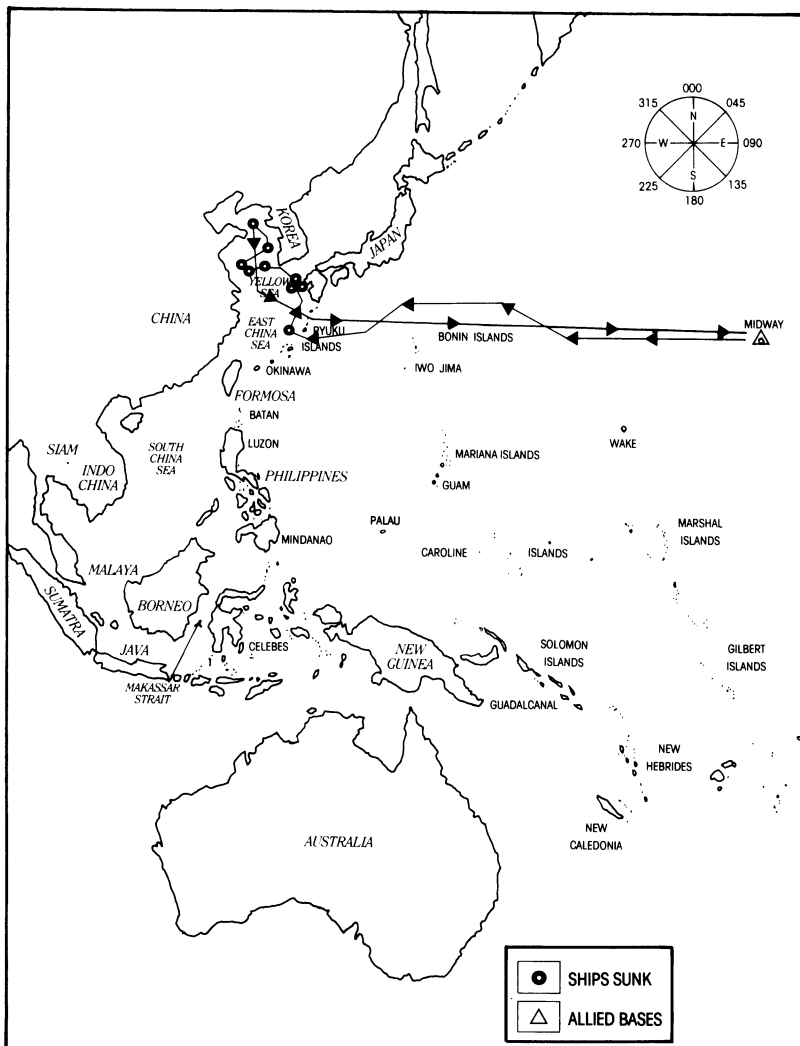 000
315
045
N
270
W
E
090
S
225
135
180
KOREA
JAPAN
YELLOW
SEA
CHINA
EAST
CHINA
SEA
RYUKU
ISLANDS
BONIN ISLANDS
MIDWAY
OKINAWA
IWO JIMA
FORMOSA
BATAN
LUZON
SIAM
SOUTH
CHINA
SEA
INDO
CHINA
MARIANA ISLANDS
WAKE
PHILIPPINES
GUAM
PALAU
MINDANAO
CAROLINE
ISLANDS
MARSHAL
ISLANDS
MALAYA
SUMATRA
BORNEO
JAVA
CELEBES
MAKASSAR
STRAIT
NEW
GUINEA
SOLOMON
ISLANDS
GILBERT
ISLANDS
GUADALCANAL
NEW
HEBRIDES
NEW
CALEDONIA
AUSTRALIA
SHIPS SUNK
ALLIED BASES